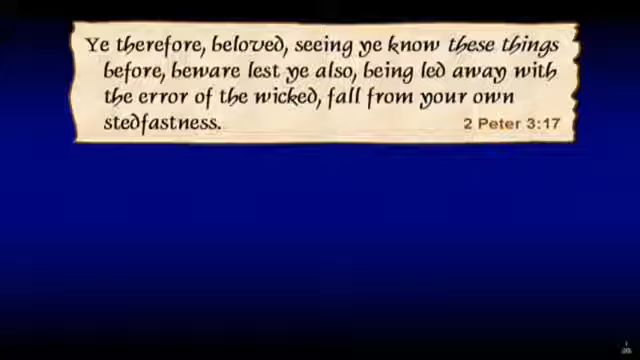 Ye therefore, beloved, seeing ye know these things
before, beware lest ye also, being led away with
the error of the wicked, fall from your own
stedfastness.
2 Peter 3:17